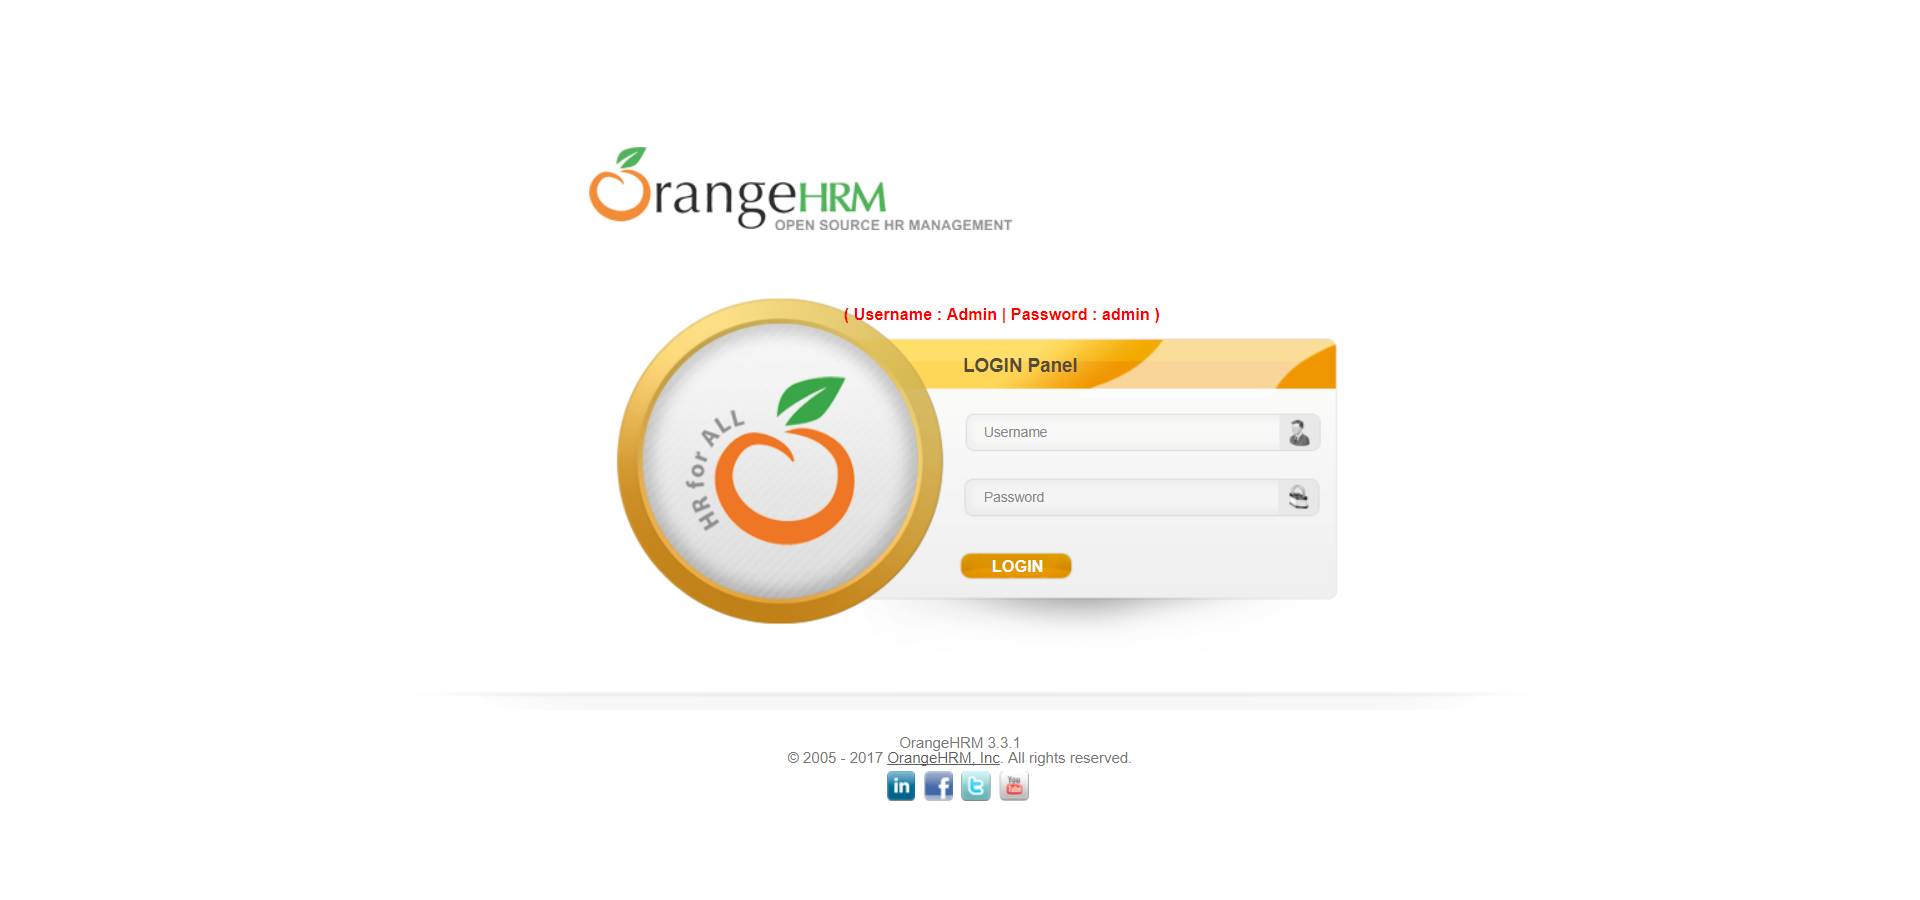 OrangeHRM
OPEN SOURCE HR MANAGEMENT
( Username : Admin | Password : admin )
LOGIN Panel
HR for ALL
Username
Password
LOGIN
OrangeHRM 3.3.1
© 2005 - 2017 OrangeHRM, Inc. All rights reserved.
in f t You Tube